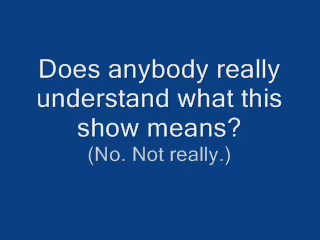 Does anybody really
understand what this
show means?
(No. Not really.)